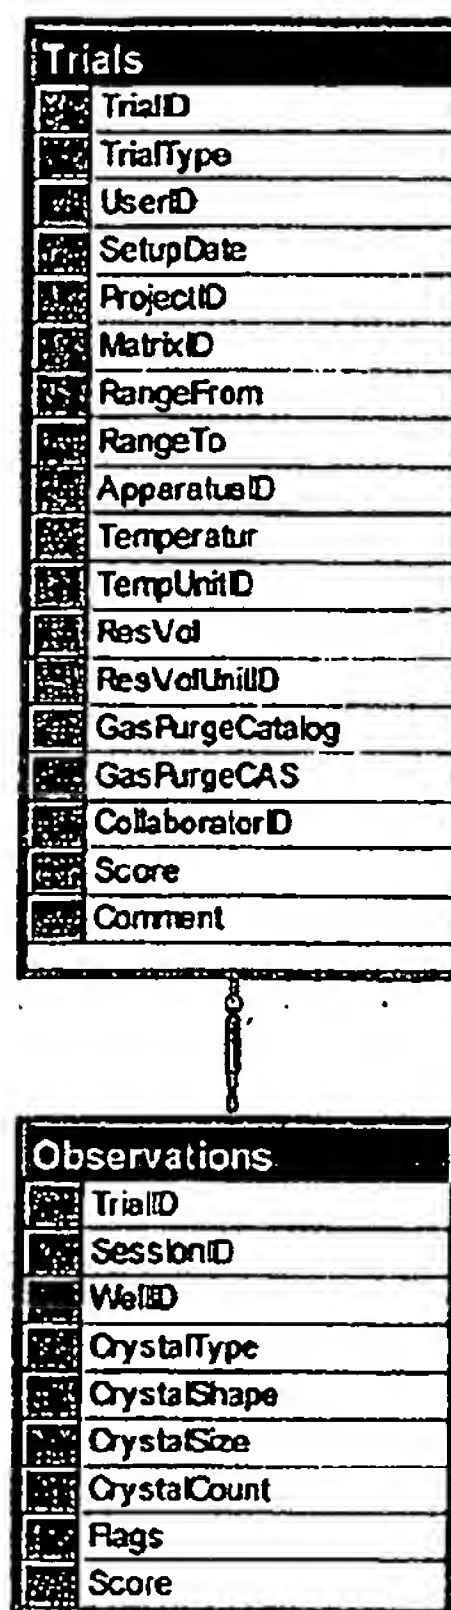 Trials
TrialID
TrialType
UserID
SetupDate
ProjectID
MatrixID
RangeFrom
RangeTo
ApparatusID
Temperatur
TempUnitID
ResVol
ResVolUnitID
GasPurgeCatalog
GasPurgeCAS
CollaboratorID
Score
Comment
Observations
TrialID
SessionID
WellID
CrystalType
CrystalShape
CrystalSize
CrystalCount
Flags
Score